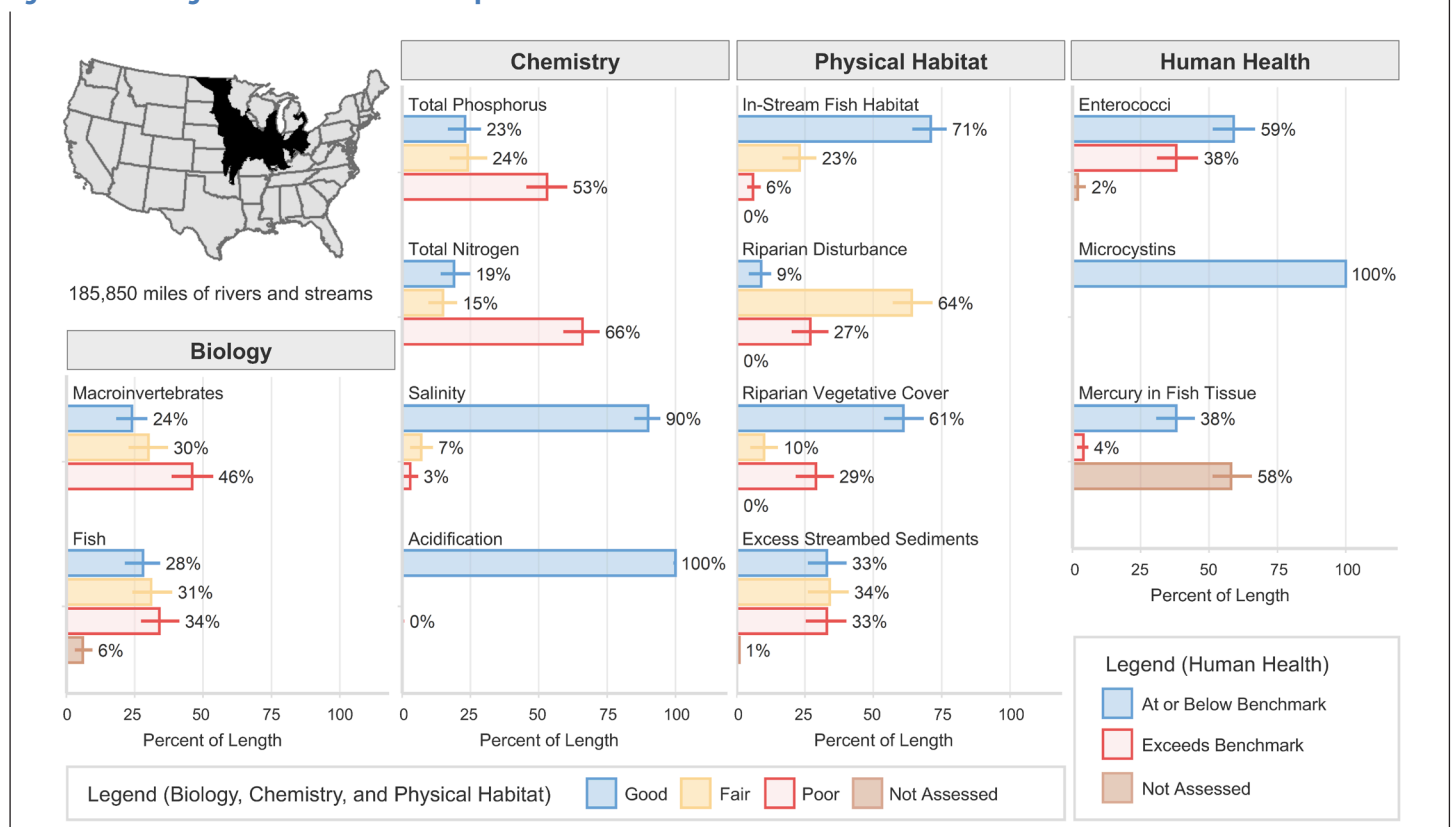 185,850 miles of rivers and streams
Biology
Macroinvertebrates
24%
30%
46%
Fish
28%
31%
34%
6%
0 25 50 75 100
Percent of Length
Chemistry
Total Phosphorus
23%
24%
53%
Total Nitrogen
19%
15%
66%
Salinity
90%
7%
3%
Acidification
100%
0%
0 25 50 75 100
Percent of Length
Physical Habitat
In-Stream Fish Habitat
71%
23%
6%
0%
Riparian Disturbance
9%
64%
27%
0%
Riparian Vegetative Cover
61%
10%
29%
0%
Excess Streambed Sediments
33%
34%
33%
1%
0 25 50 75 100
Percent of Length
Human Health
Enterococci
59%
38%
2%
Microcystins
100%
Mercury in Fish Tissue
38%
4%
58%
0 25 50 75 100
Percent of Length
Legend (Human Health)
At or Below Benchmark
Exceeds Benchmark
Not Assessed
Legend (Biology, Chemistry, and Physical Habitat) Good Fair Poor Not Assessed